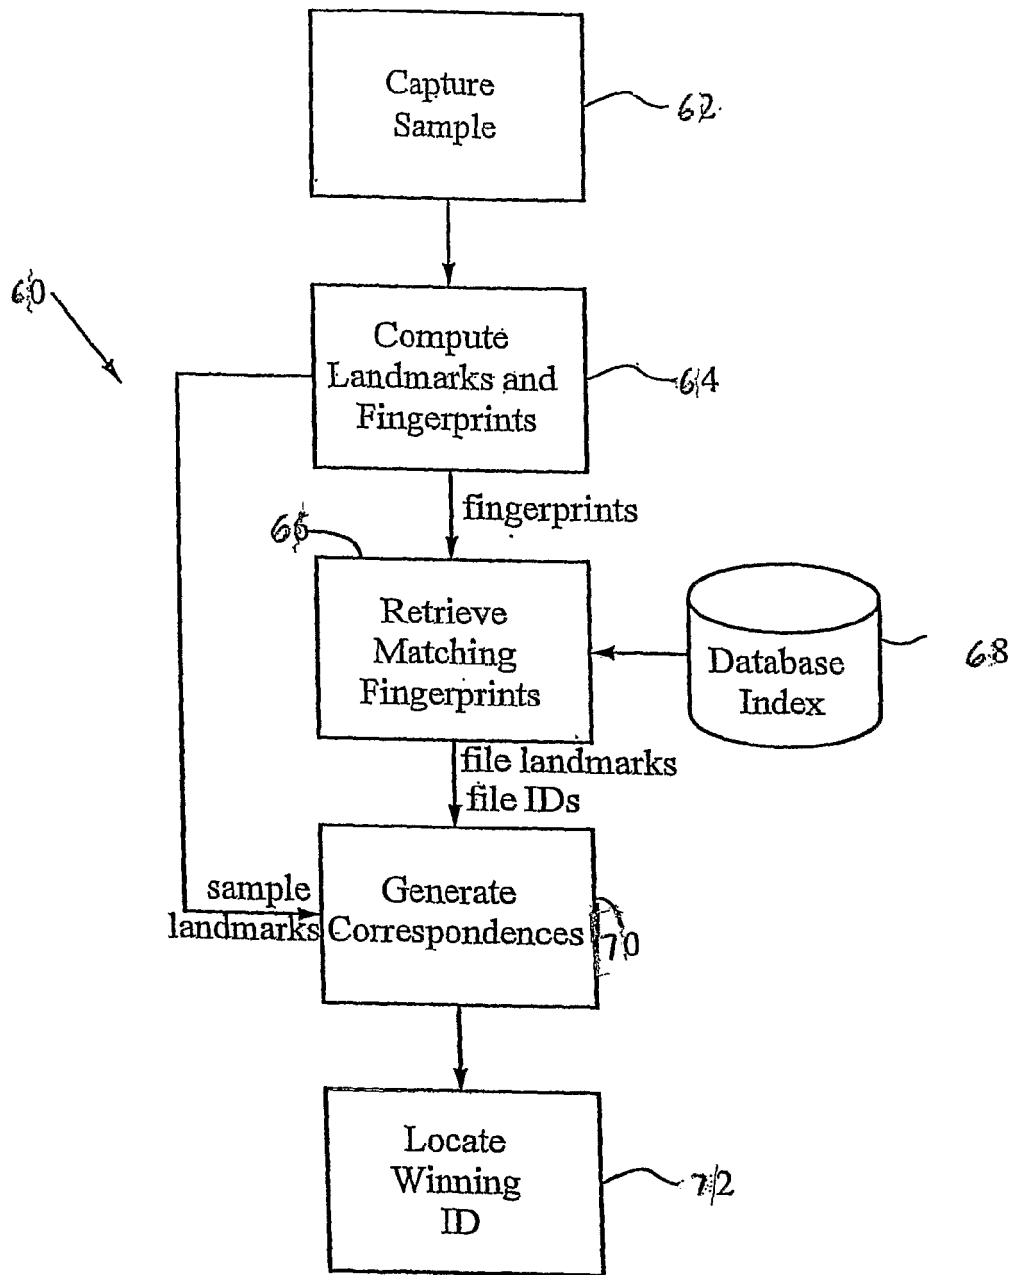 Capture
Sample
62
60
Compute
Landmarks and
Fingerprints
64
fingerprints
66
Retrieve
Matching
Fingerprints
Database
Index
68
file landmarks
file IDs
sample
landmarks
Generate
Correspondences
70
Locate
Winning
ID
72